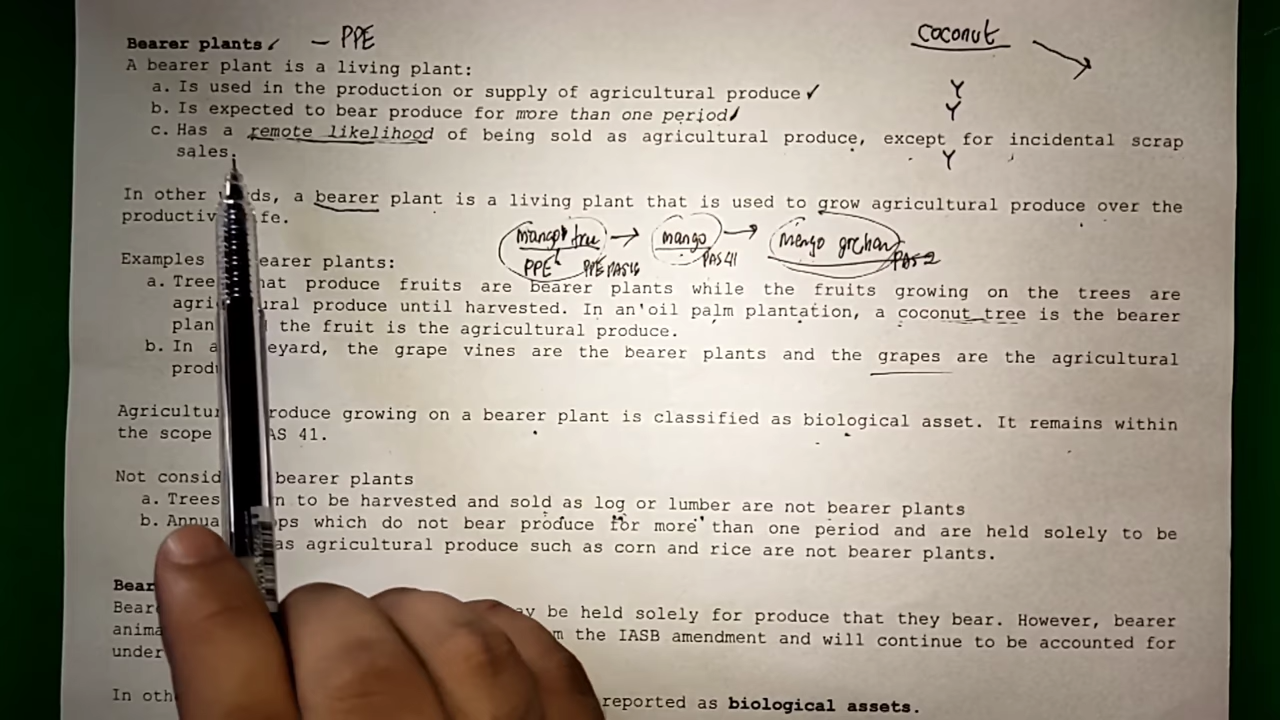 Bearer plants — PPE
coconut
A bearer plant is a living plant:
a. Is used in the production or supply of agricultural produce ✓
Y
b. Is expected to bear produce for more than one period ✓
Y
c. Has a remote likelihood of being sold as agricultural produce, except for incidental scrap
sales.
Y
In other ds, a bearer plant is a living plant that is used to grow agricultural produce over the
productiv fe.
mango tree → mango → mango
PPE PPE PAS16 PAS41 PAS 2
Examples earer plants:
a. Tree hat produce fruits are bearer plants while the fruits growing on the trees are
agri ural produce until harvested. In an oil palm plantation, a coconut tree is the bearer
plan the fruit is the agricultural produce.
b. In a eyard, the grape vines are the bearer plants and the grapes are the agricultural
prod
Agricultu roduce growing on a bearer plant is classified as biological asset. It remains within
the scope AS 41.
Not consid bearer plants
a. Trees n to be harvested and sold as log or lumber are not bearer plants
b. Annua ops which do not bear produce for more than one period and are held solely to be
as agricultural produce such as corn and rice are not bearer plants.
Bear
Bear ay be held solely for produce that they bear. However, bearer
anima m the IASB amendment and will continue to be accounted for
under
In oth reported as biological assets.